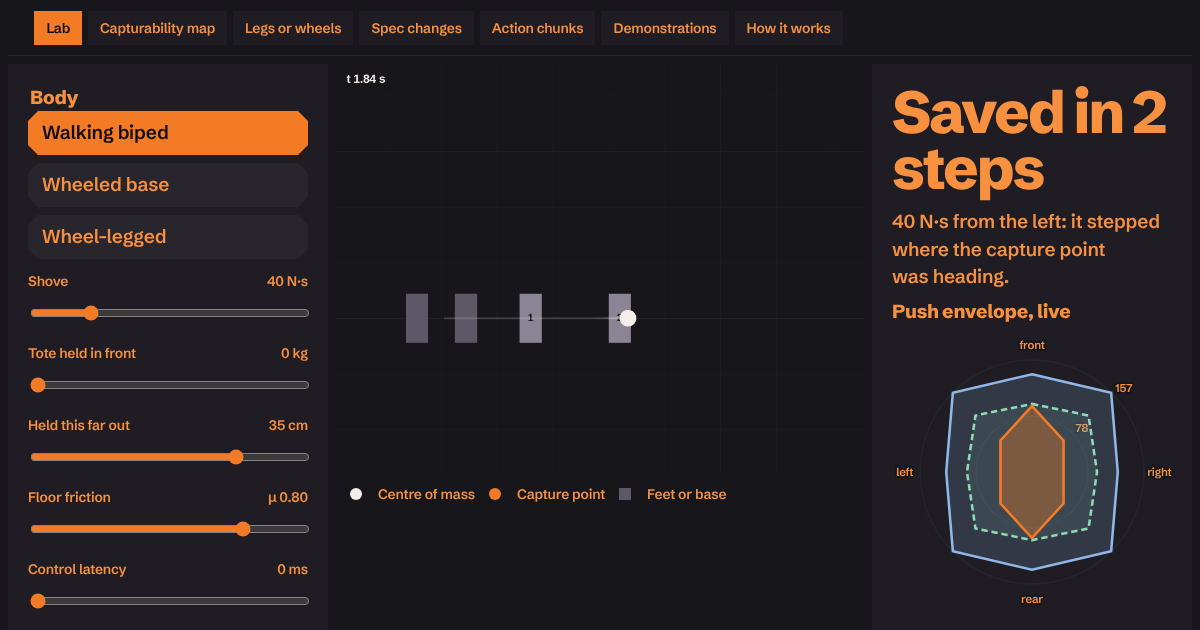 Lab
Capturability map
Legs or wheels
Spec changes
Action chunks
Demonstrations
How it works
Body
Walking biped
Wheeled base
Wheel-legged
Shove 40 N·s
Tote held in front 0 kg
Held this far out 35 cm
Floor friction μ 0.80
Control latency 0 ms
t 1.84 s
1
Centre of mass
Capture point
Feet or base
Saved in 2
steps
40 N·s from the left: it stepped
where the capture point
was heading.
Push envelope, live
front
157
78
left
right
rear